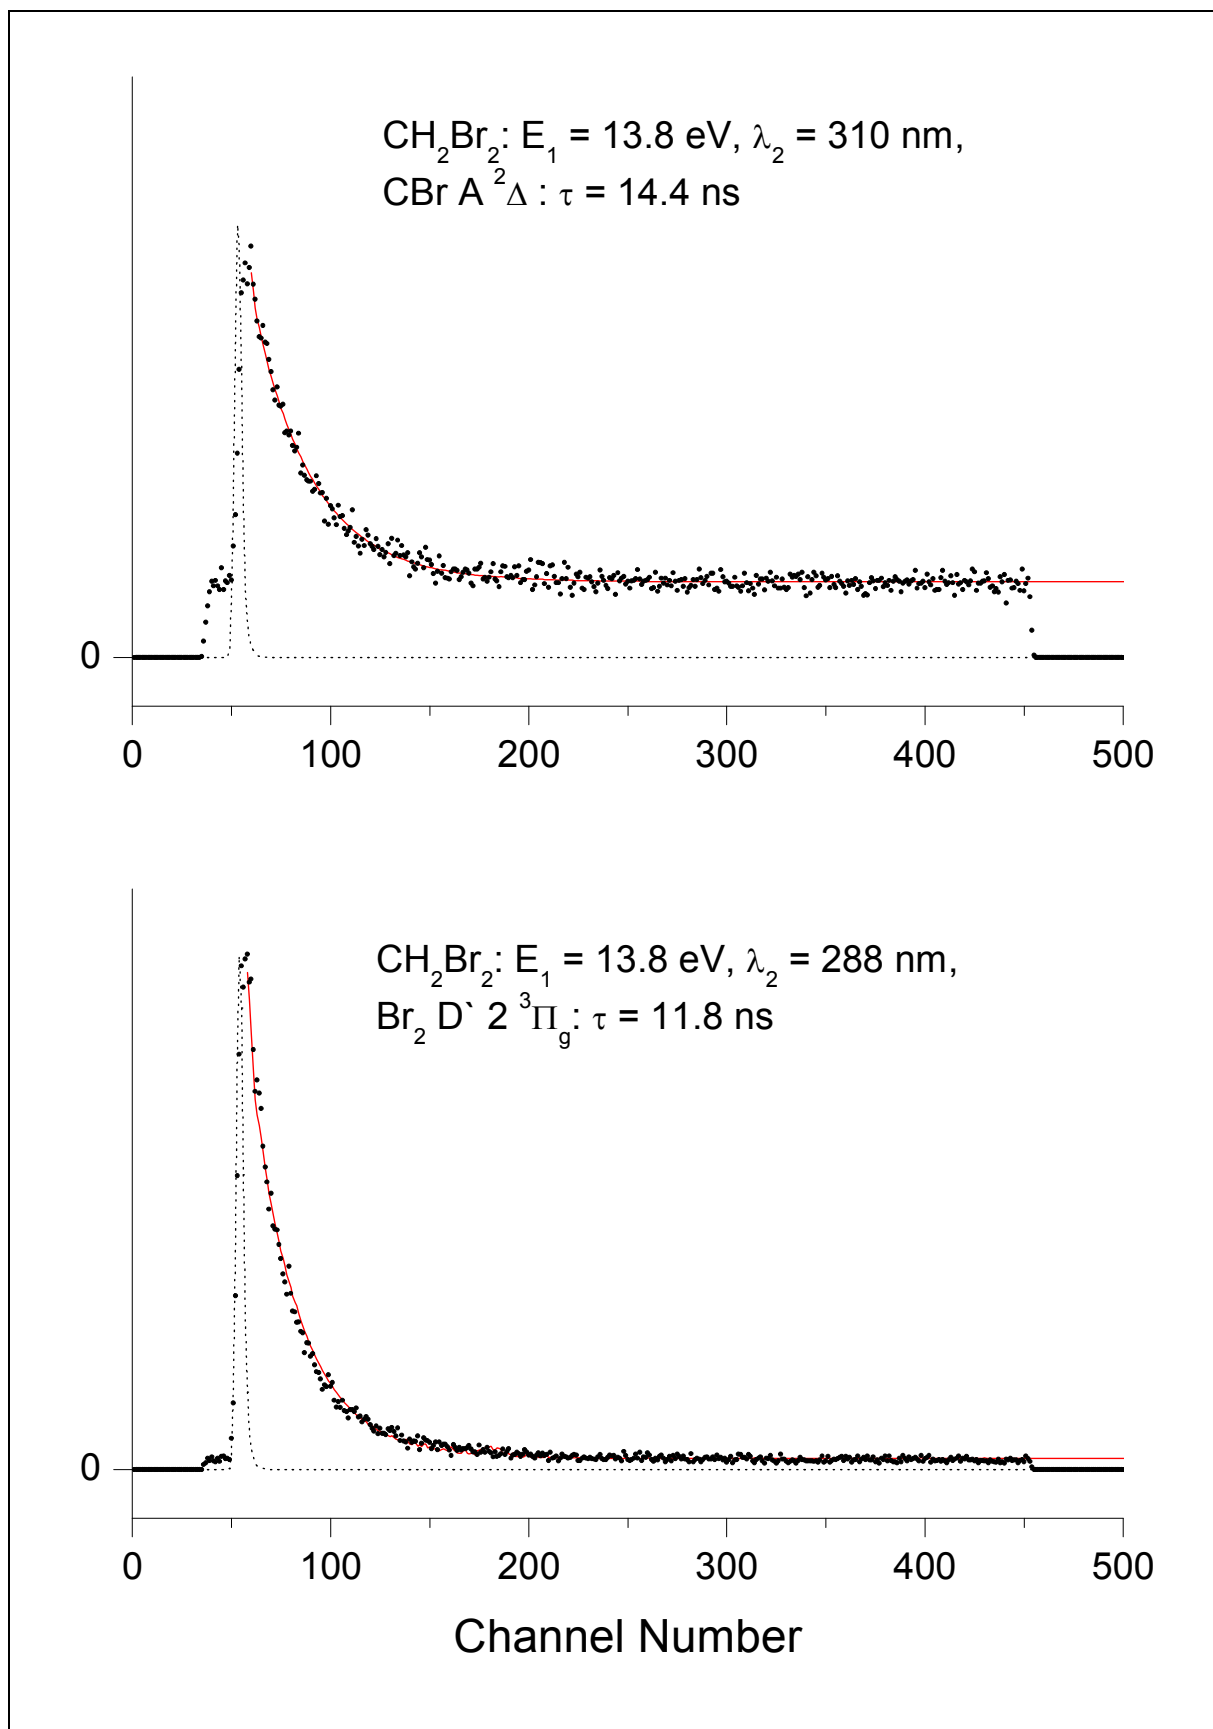 CH₂Br₂: E₁ = 13.8 eV, λ₂ = 310 nm,
CBr A ²Δ : τ = 14.4 ns
0
0 100 200 300 400 500
CH₂Br₂: E₁ = 13.8 eV, λ₂ = 288 nm,
Br₂ D` 2 ³Π_g: τ = 11.8 ns
0
0 100 200 300 400 500
Channel Number